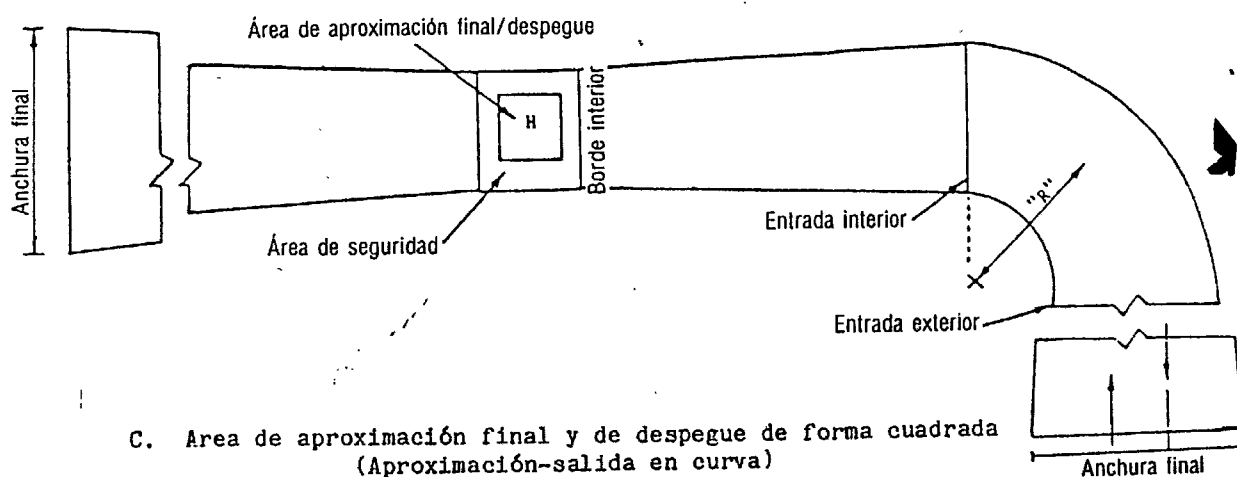 Área de aproximación final/despegue
Anchura final
H
Borde interior
Área de seguridad
Entrada interior
"R"
Entrada exterior
C. Area de aproximación final y de despegue de forma cuadrada
(Aproximación-salida en curva)
Anchura final